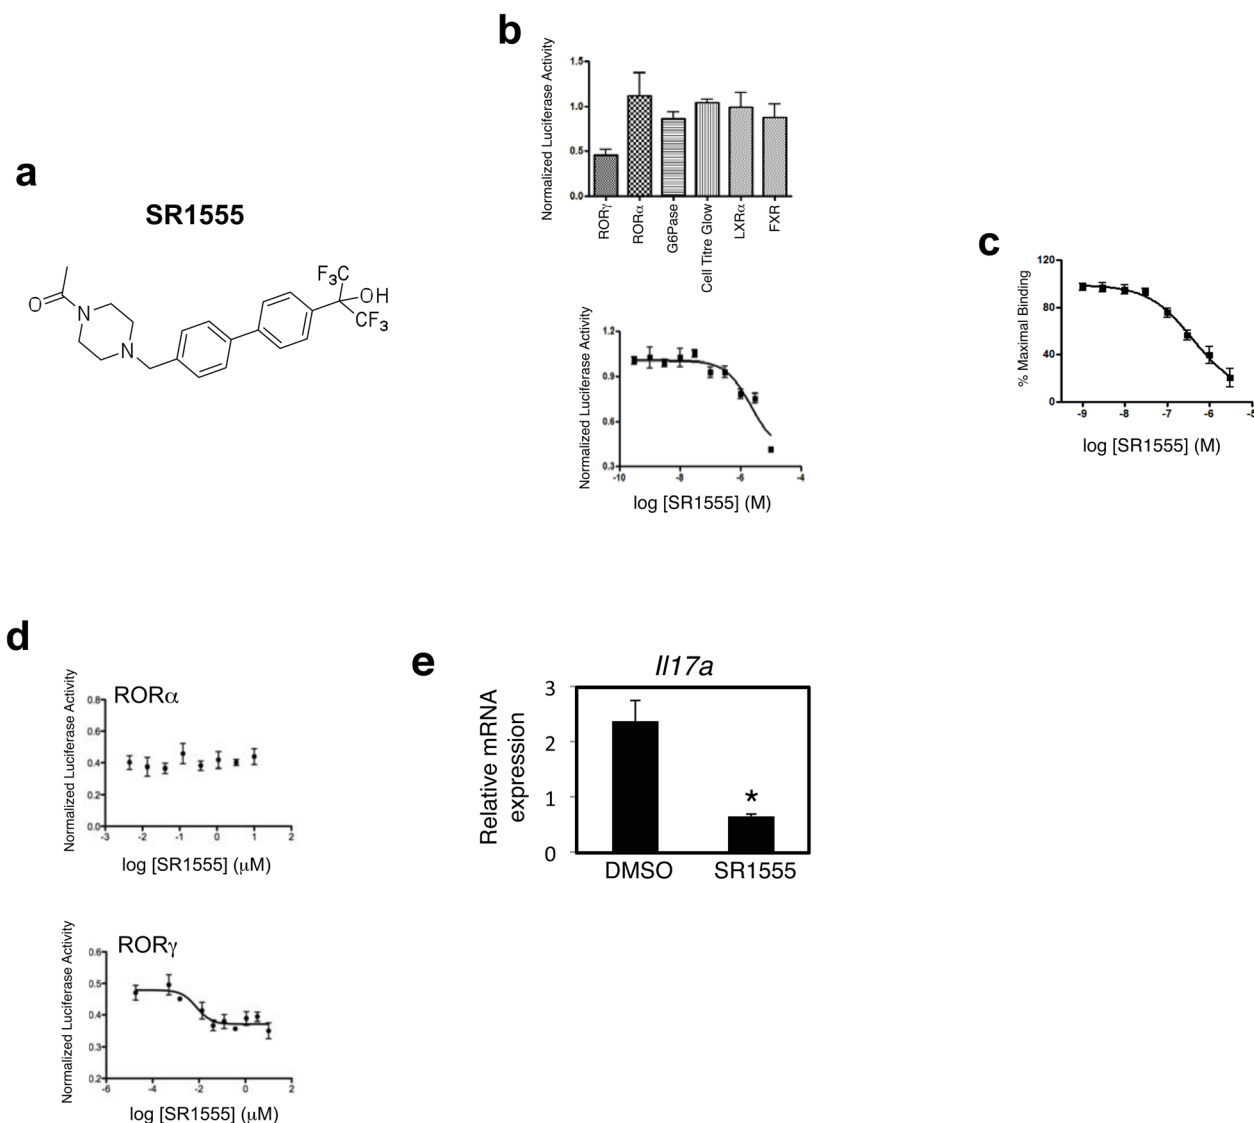 a
SR1555
F₃C
OH
CF₃
O
N
N
b
Normalized Luciferase Activity
1.5
1.0
0.5
0.0
RORγ
RORα
G6Pase
Cell Titre Glow
LXRα
FXR
Normalized Luciferase Activity
1.2
0.9
0.6
0.3
-10 -8 -6 -4
log [SR1555] (M)
c
% Maximal Binding
120
80
40
0
-9 -8 -7 -6 -5
log [SR1555] (M)
d
RORα
Normalized Luciferase Activity
0.8
0.6
0.4
0.2
0.0
-3 -2 -1 0 1 2
log [SR1555] (μM)
RORγ
Normalized Luciferase Activity
0.6
0.5
0.4
0.3
0.2
-6 -4 -2 0 2
log [SR1555] (μM)
e
Il17a
Relative mRNA
expression
3
2
1
0
*
DMSO SR1555